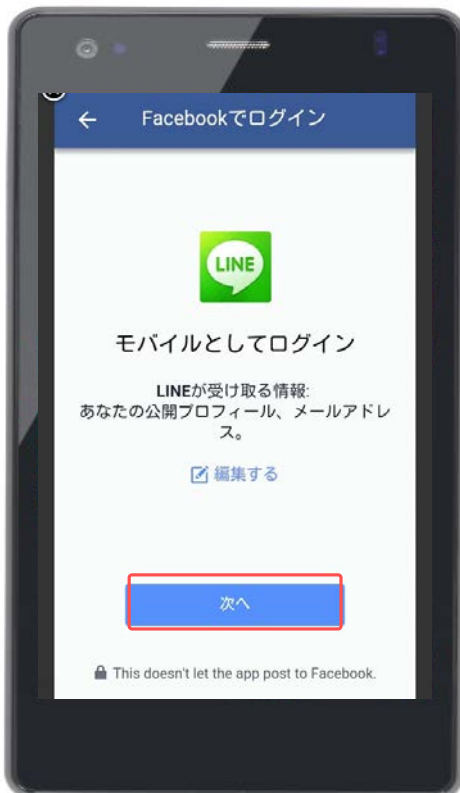 Facebookでログイン
LINE
モバイルとしてログイン
LINEが受け取る情報:
あなたの公開プロフィール、メールアドレ
ス。
編集する
次へ
This doesn't let the app post to Facebook.